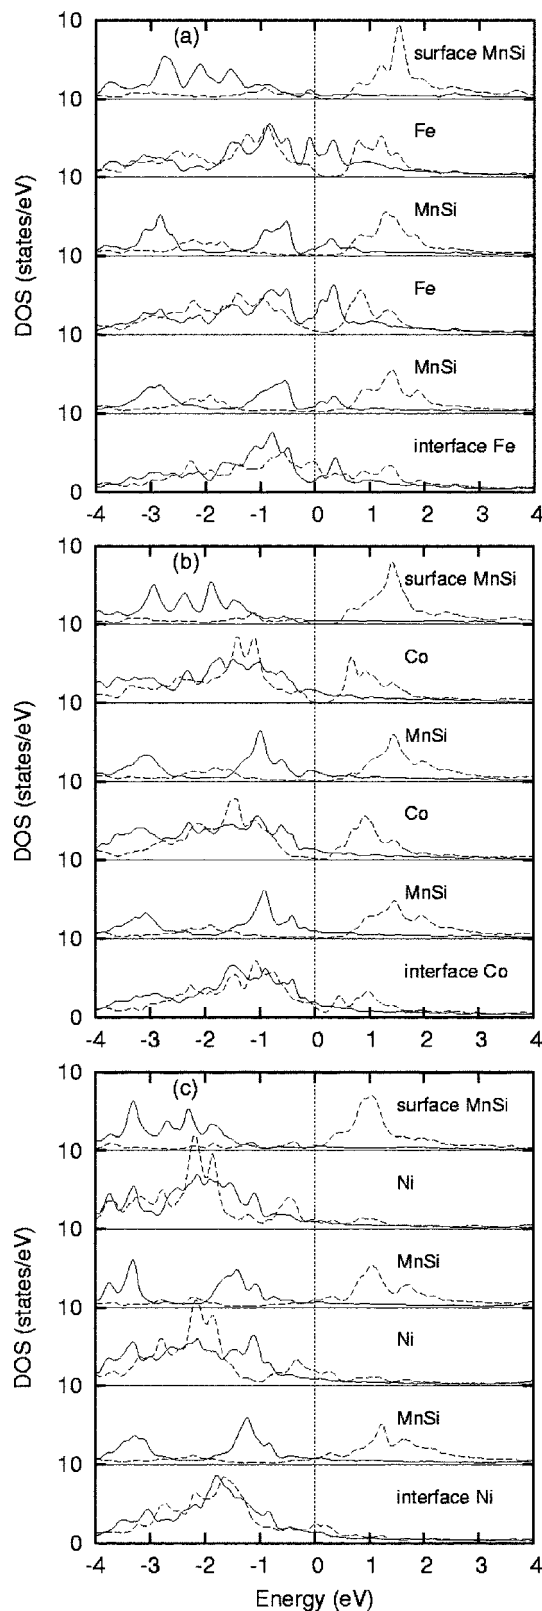 10
(a)
surface MnSi
10
Fe
10
MnSi
10
Fe
10
MnSi
10
interface Fe
0
-4 -3 -2 -1 0 1 2 3 4
DOS (states/eV)
10
(b)
surface MnSi
10
Co
10
MnSi
10
Co
10
MnSi
10
interface Co
0
-4 -3 -2 -1 0 1 2 3 4
DOS (states/eV)
10
(c)
surface MnSi
10
Ni
10
MnSi
10
Ni
10
MnSi
10
interface Ni
0
-4 -3 -2 -1 0 1 2 3 4
DOS (states/eV)
Energy (eV)